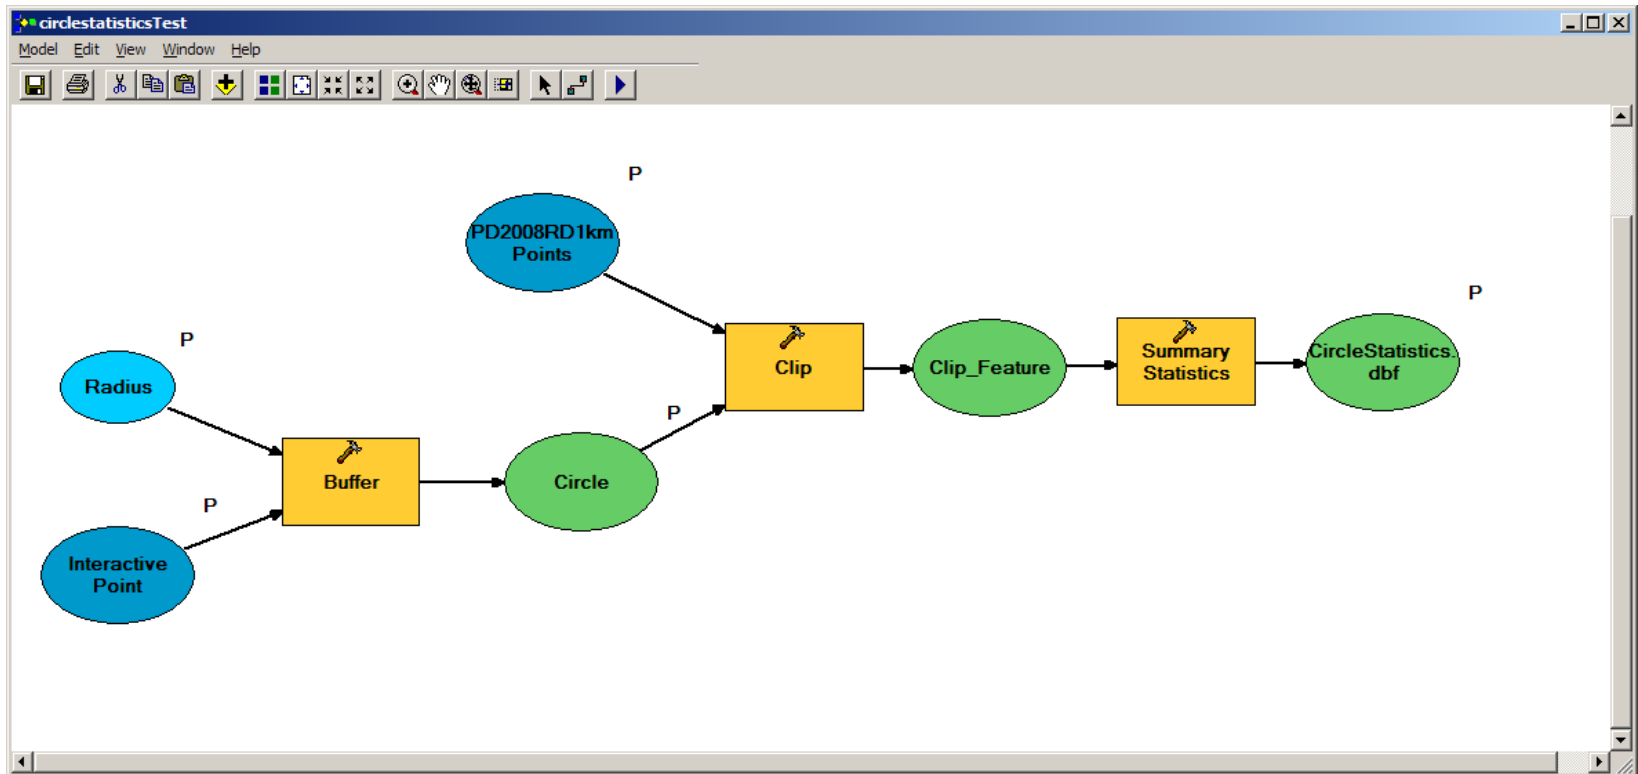 circlestatisticsTest
Model Edit View Window Help
P
PD2008RD1km
Points
P
P
Radius
Clip
Clip_Feature
Summary
Statistics
CircleStatistics.
dbf
P
Buffer
Circle
P
Interactive
Point